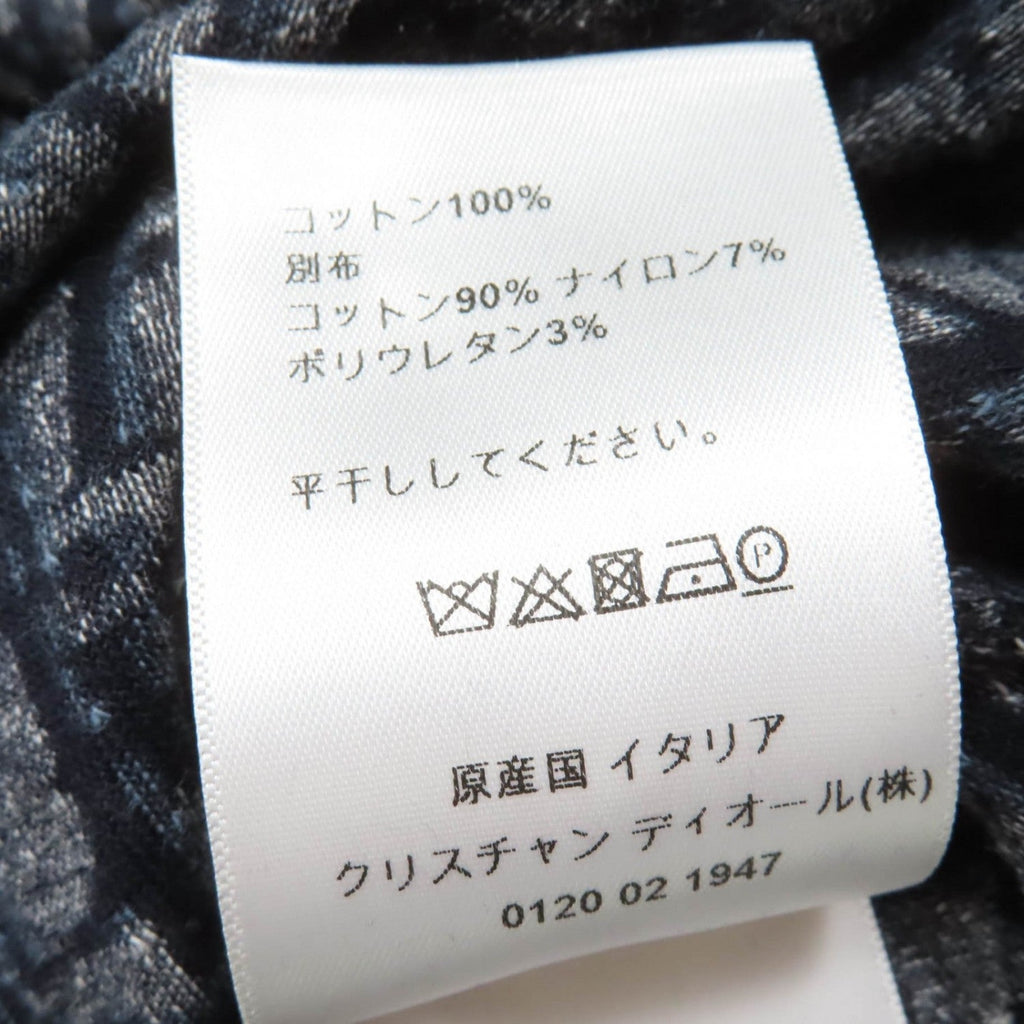 コットン100%
別布
コットン90% ナイロン7%
ポリウレタン3%
平干ししてください。
P
原産国 イタリア
クリスチャン ディオール(株)
0120 02 1947